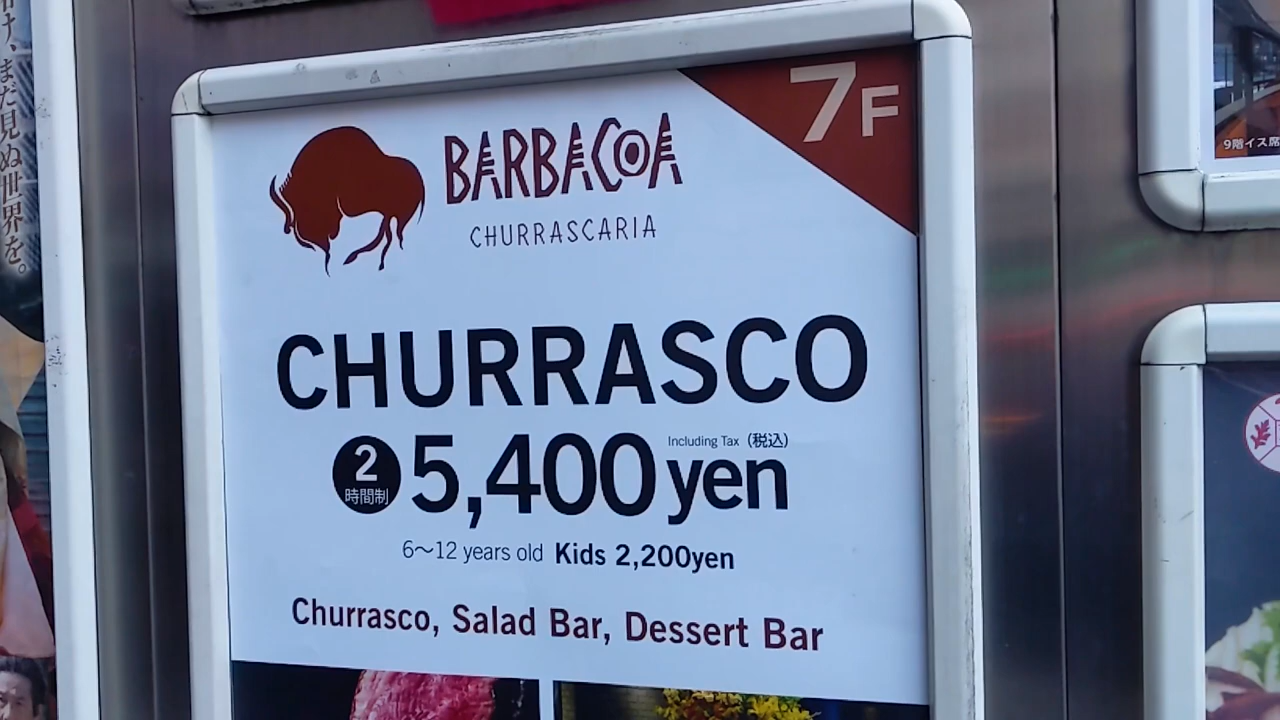 まだ見ぬ世界を。
7F
BARBACOA
CHURRASCARIA
CHURRASCO
2時間制 5,400yen Including Tax (税込)
6〜12 years old Kids 2,200yen
Churrasco, Salad Bar, Dessert Bar
9階イス席